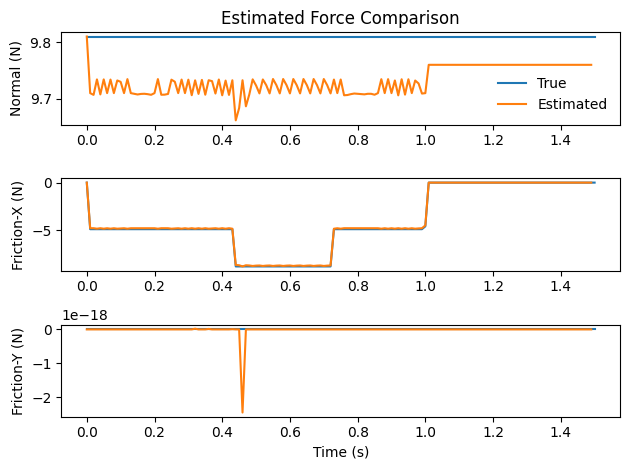 Estimated Force Comparison
Normal (N)
9.8
9.7
True
Estimated
0.0 0.2 0.4 0.6 0.8 1.0 1.2 1.4
Friction-X (N)
0
−5
0.0 0.2 0.4 0.6 0.8 1.0 1.2 1.4
1e−18
Friction-Y (N)
0
−1
−2
0.0 0.2 0.4 0.6 0.8 1.0 1.2 1.4
Time (s)